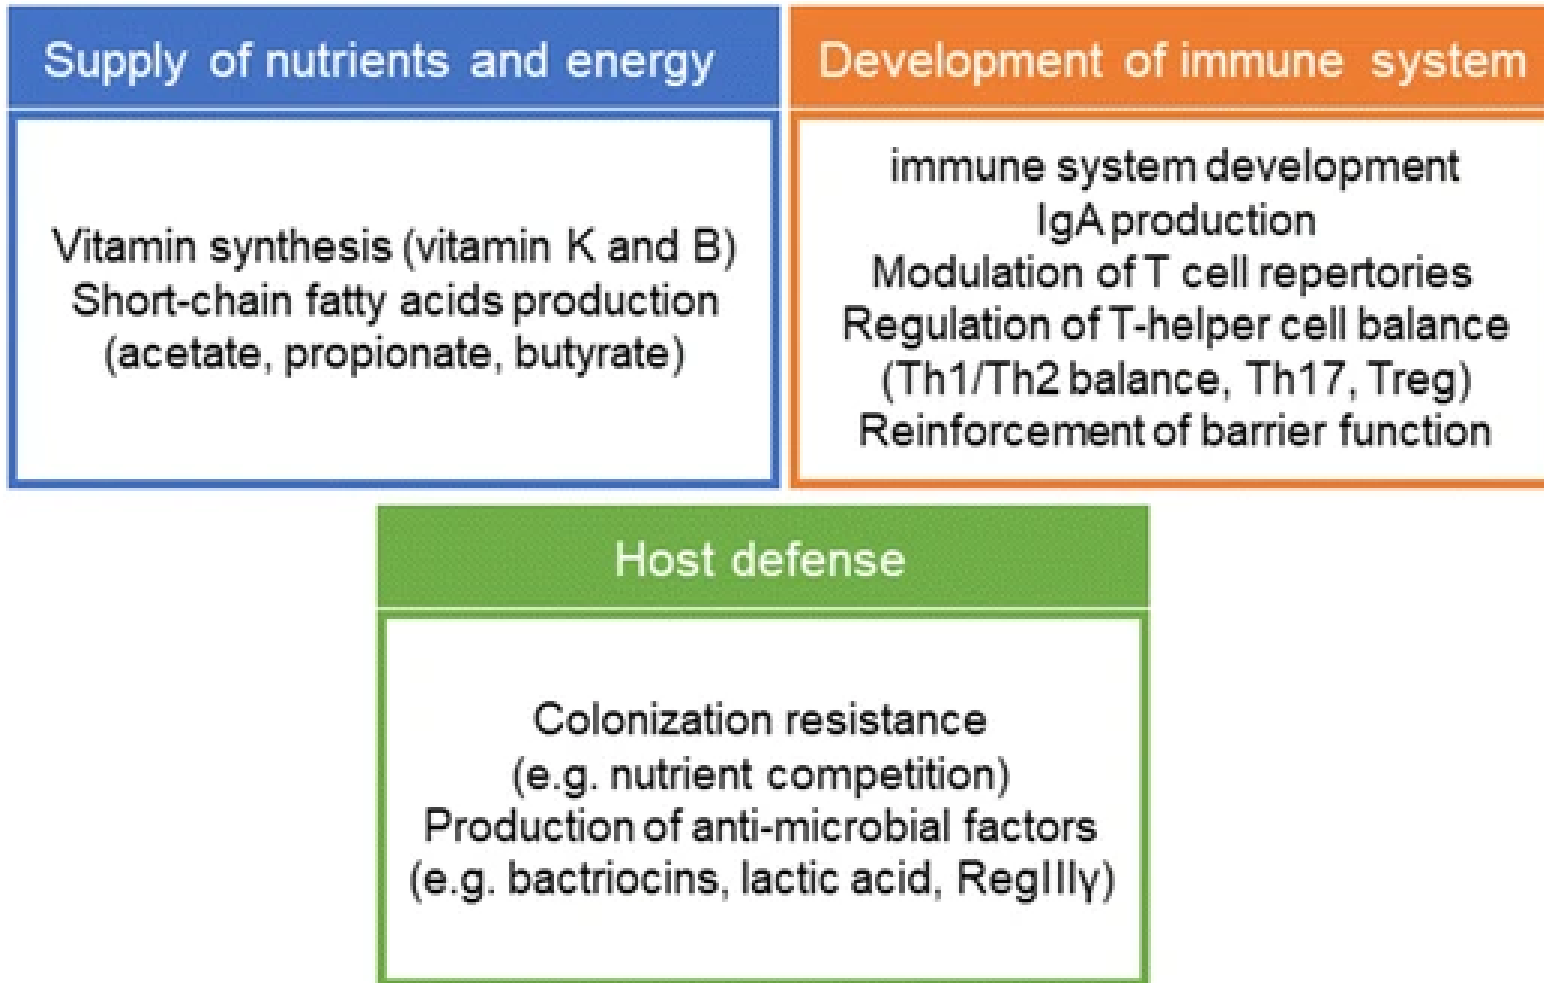 Supply of nutrients and energy
Vitamin synthesis (vitamin K and B)
Short-chain fatty acids production
(acetate, propionate, butyrate)
Development of immune system
immune system development
IgA production
Modulation of T cell repertories
Regulation of T-helper cell balance
(Th1/Th2 balance, Th17, Treg)
Reinforcement of barrier function
Host defense
Colonization resistance
(e.g. nutrient competition)
Production of anti-microbial factors
(e.g. bactriocins, lactic acid, RegIIIγ)